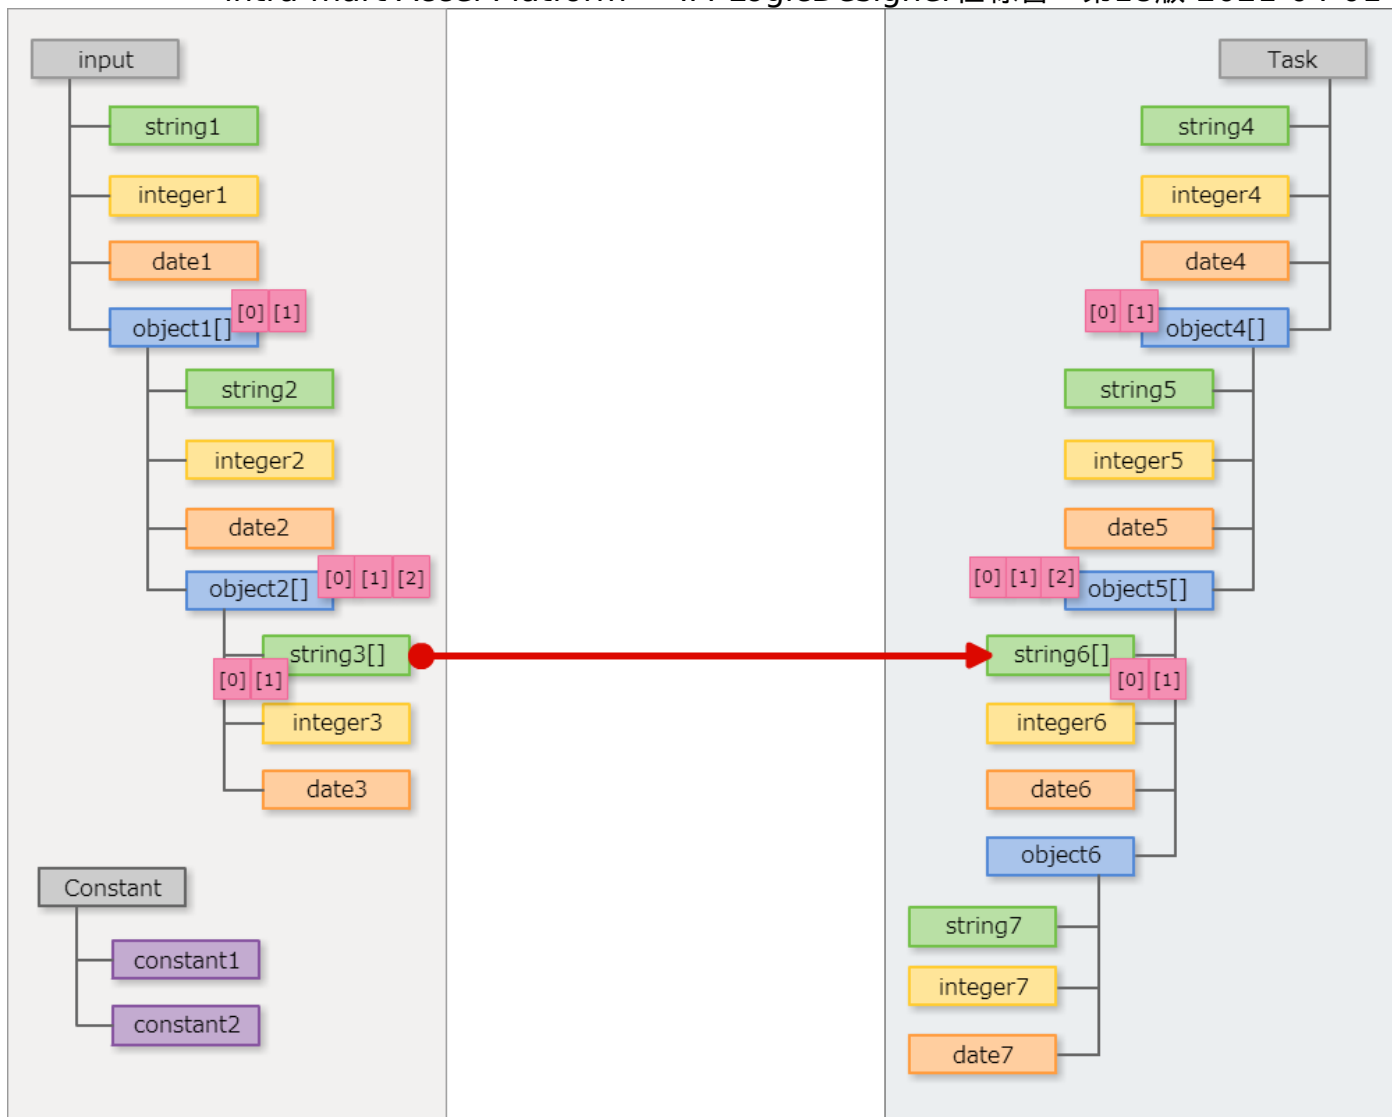 input
string1
integer1
date1
object1[]
[0] [1]
string2
integer2
date2
object2[]
[0] [1] [2]
string3[]
[0] [1]
integer3
date3
Constant
constant1
constant2
Task
string4
integer4
date4
[0] [1]
object4[]
string5
integer5
date5
[0] [1] [2]
object5[]
string6[]
[0] [1]
integer6
date6
object6
string7
integer7
date7